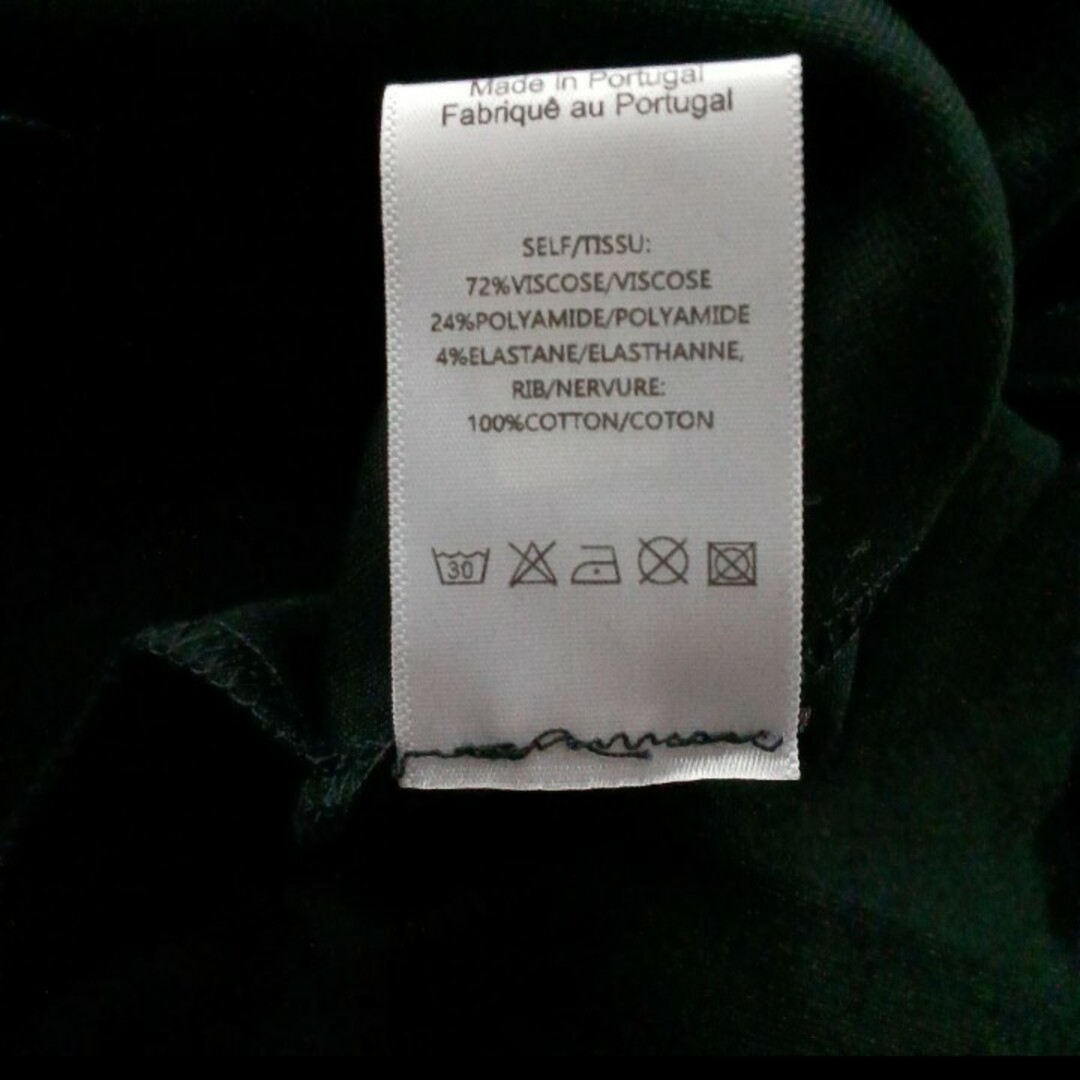 Made in Portugal
Fabriquê au Portugal
SELF/TISSU:
72%VISCOSE/VISCOSE
24%POLYAMIDE/POLYAMIDE
4%ELASTANE/ELASTHANNE,
RIB/NERVURE:
100%COTTON/COTON
30